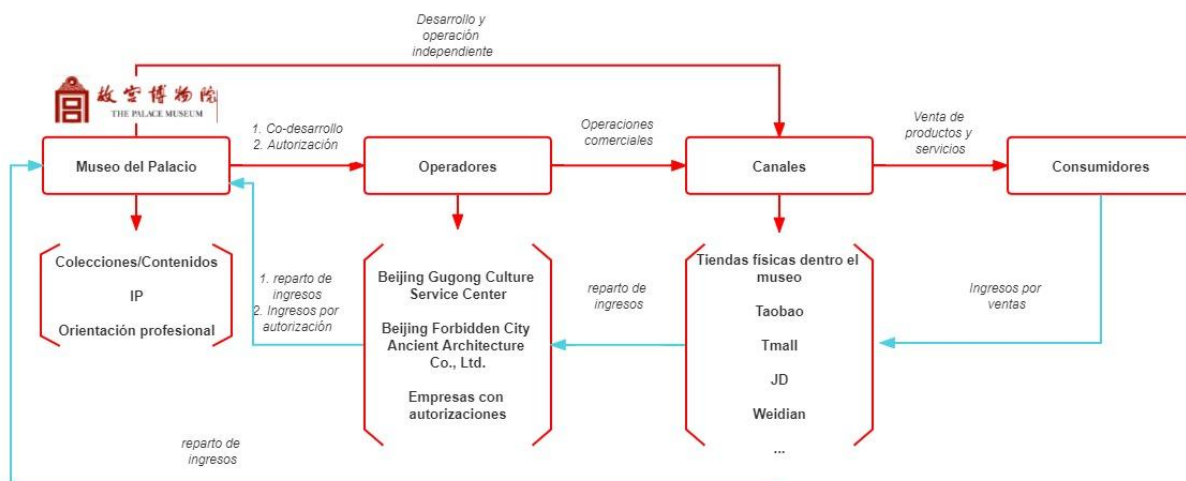 Desarrollo y
operación
independiente
故宫博物院
THE PALACE MUSEUM
1. Co-desarrollo
2. Autorización
Operaciones
comerciales
Venta de
productos y
servicios
Museo del Palacio
Operadores
Canales
Consumidores
Colecciones/Contenidos
IP
Orientación profesional
1. reparto de
ingresos
2. Ingresos por
autorización
Beijing Gugong Culture
Service Center
Beijing Forbidden City
Ancient Architecture
Co., Ltd.
Empresas con
autorizaciones
reparto de
ingresos
Tiendas físicas dentro el
museo
Taobao
Tmall
JD
Weidian
...
Ingresos por
ventas
reparto de
ingresos